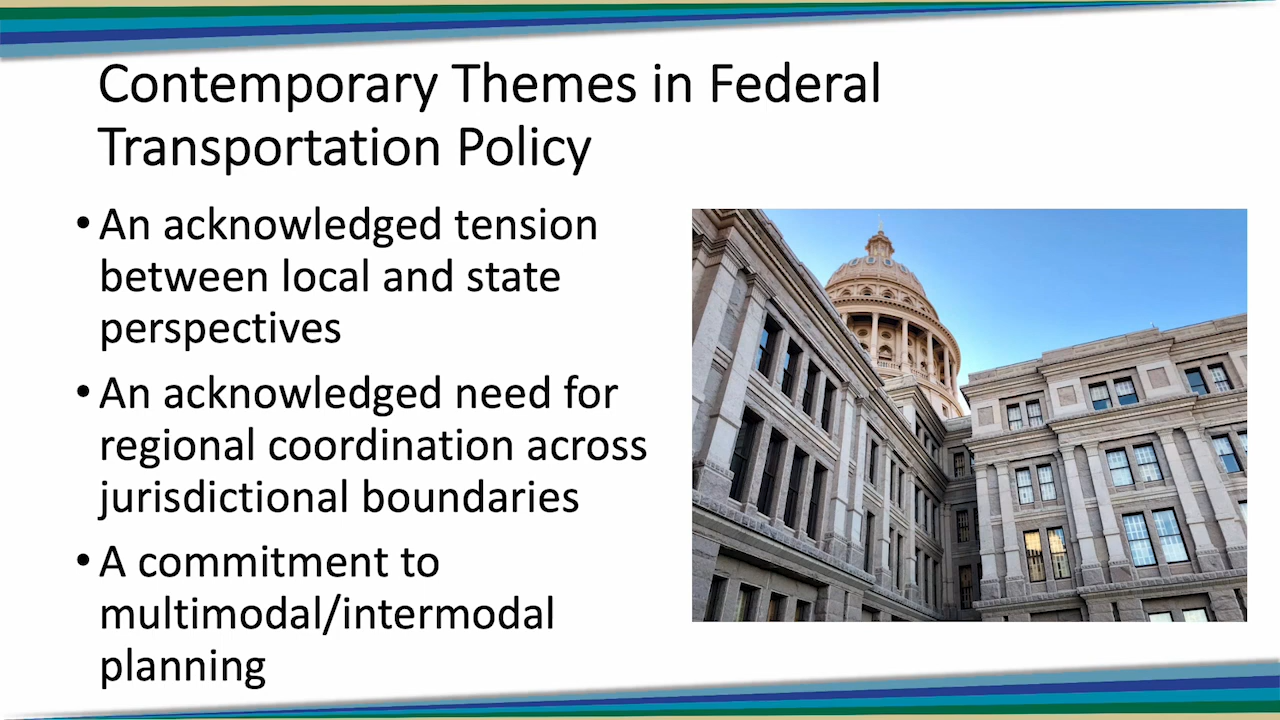 Contemporary Themes in Federal
Transportation Policy
• An acknowledged tension
between local and state
perspectives
• An acknowledged need for
regional coordination across
jurisdictional boundaries
• A commitment to
multimodal/intermodal
planning